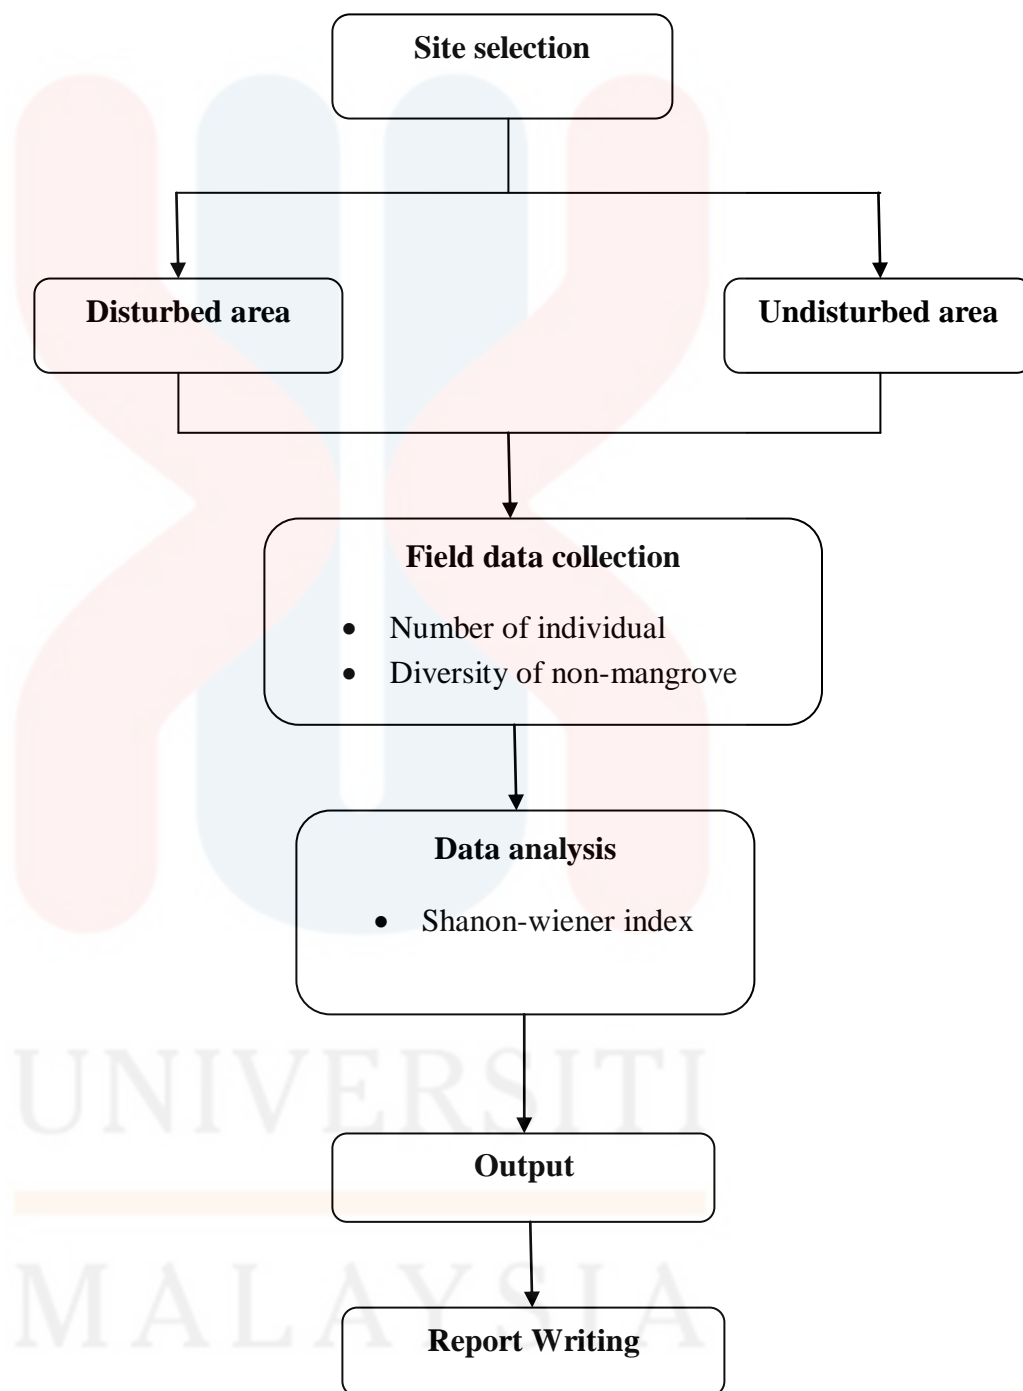 Site selection
Disturbed area
Undisturbed area
Field data collection
• Number of individual
• Diversity of non-mangrove
Data analysis
• Shanon-wiener index
UNIVERSITI
Output
MALAYSIA
Report Writing